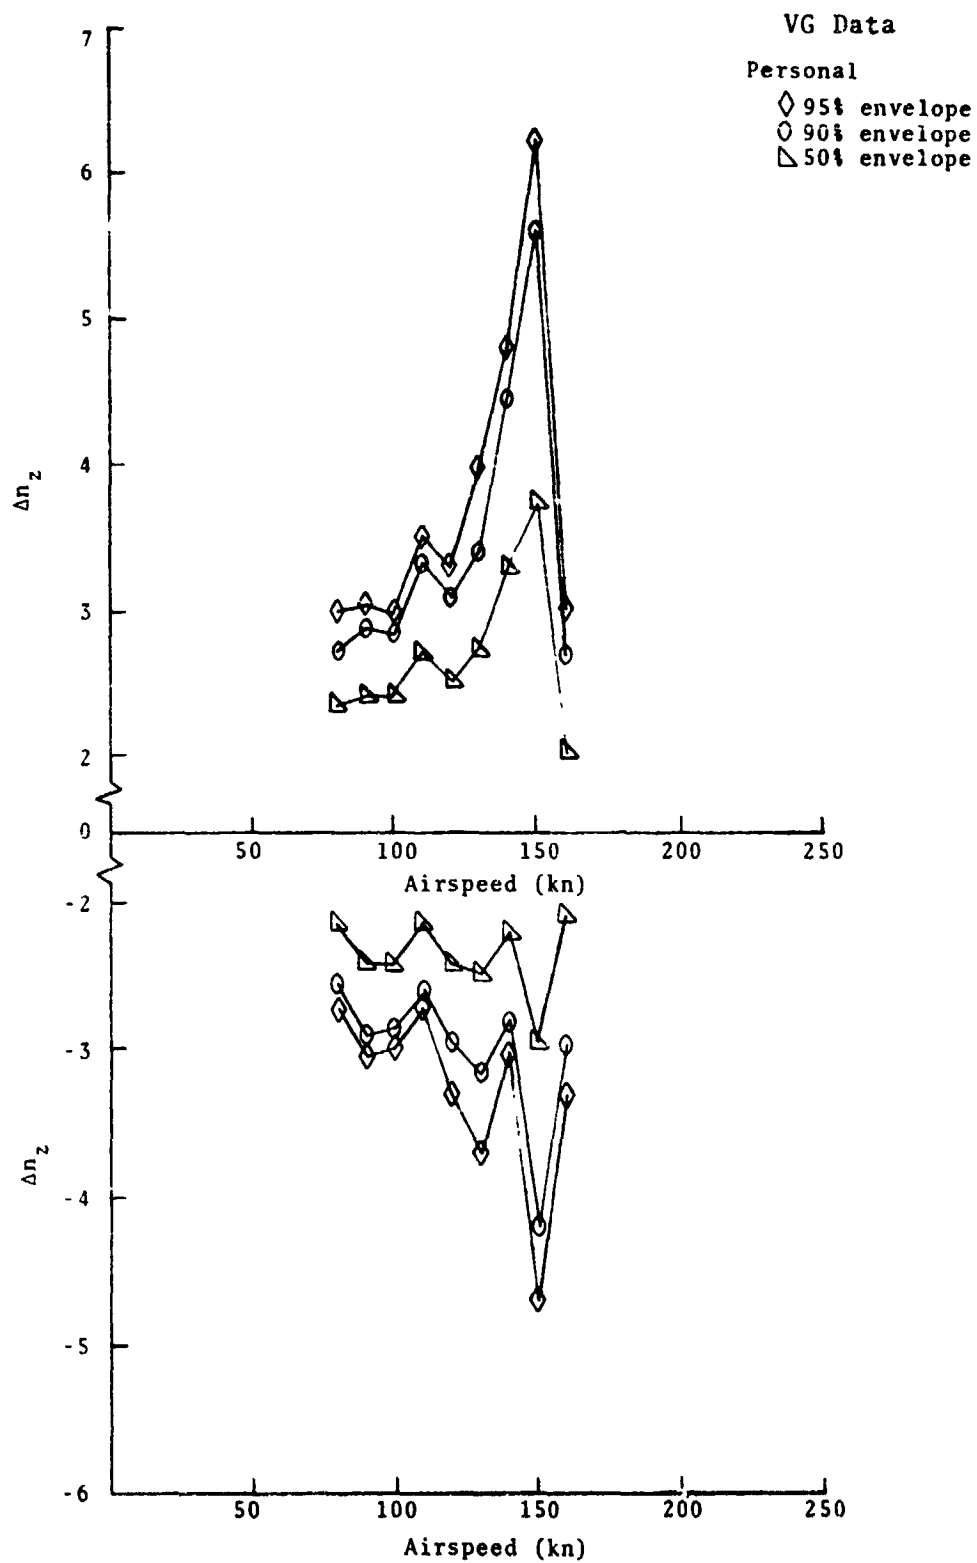 VG Data
Personal
95% envelope
90% envelope
50% envelope
7
6
5
4
3
2
0
Δn_z
50 100 150 200 250
Airspeed (kn)
-2
-3
-4
-5
-6
Δn_z
50 100 150 200 250
Airspeed (kn)